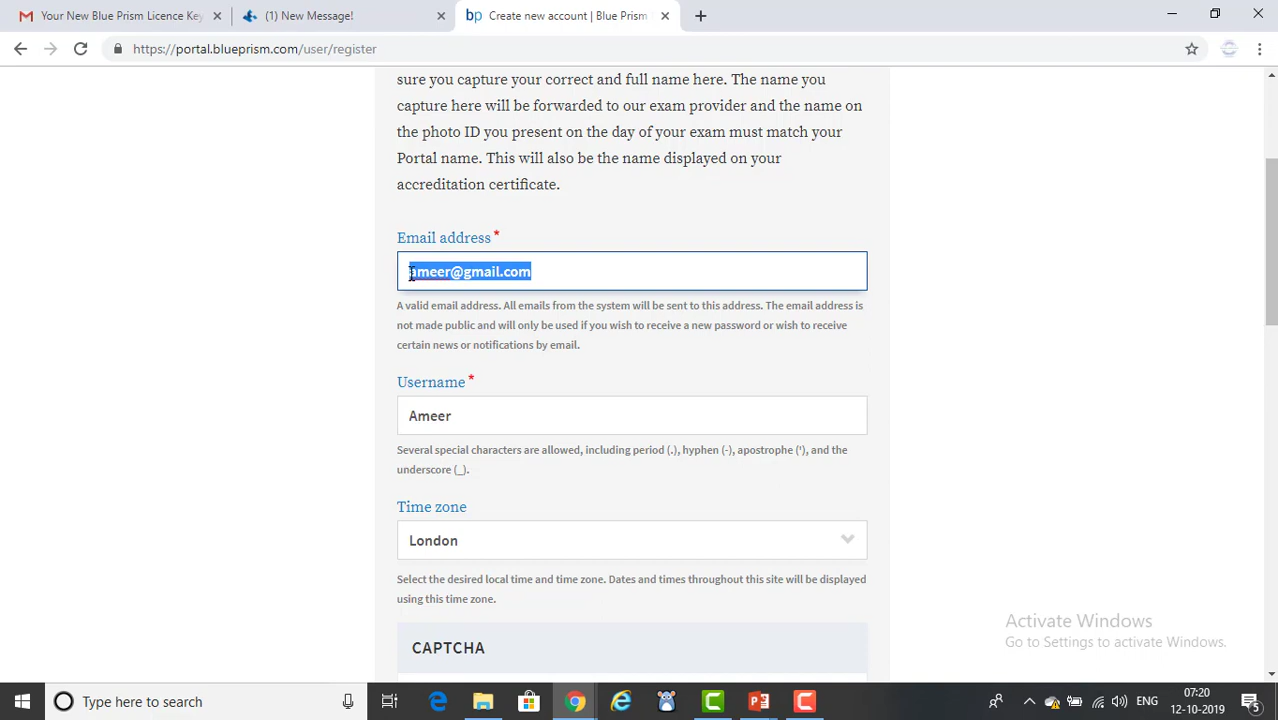 Your New Blue Prism Licence Ke
(1) New Message!
bp Create new account | Blue Prism
https://portal.blueprism.com/user/register
sure you capture your correct and full name here. The name you
capture here will be forwarded to our exam provider and the name on
the photo ID you present on the day of your exam must match your
Portal name. This will also be the name displayed on your
accreditation certificate.
Email address *
ameer@gmail.com
A valid email address. All emails from the system will be sent to this address. The email address is
not made public and will only be used if you wish to receive a new password or wish to receive
certain news or notifications by email.
Username *
Ameer
Several special characters are allowed, including period (.), hyphen (-), apostrophe ('), and the
underscore (_).
Time zone
London
Select the desired local time and time zone. Dates and times throughout this site will be displayed
using this time zone.
CAPTCHA
Activate Windows
Go to Settings to activate Windows.
Type here to search
ENG
07:20
12-10-2019
5